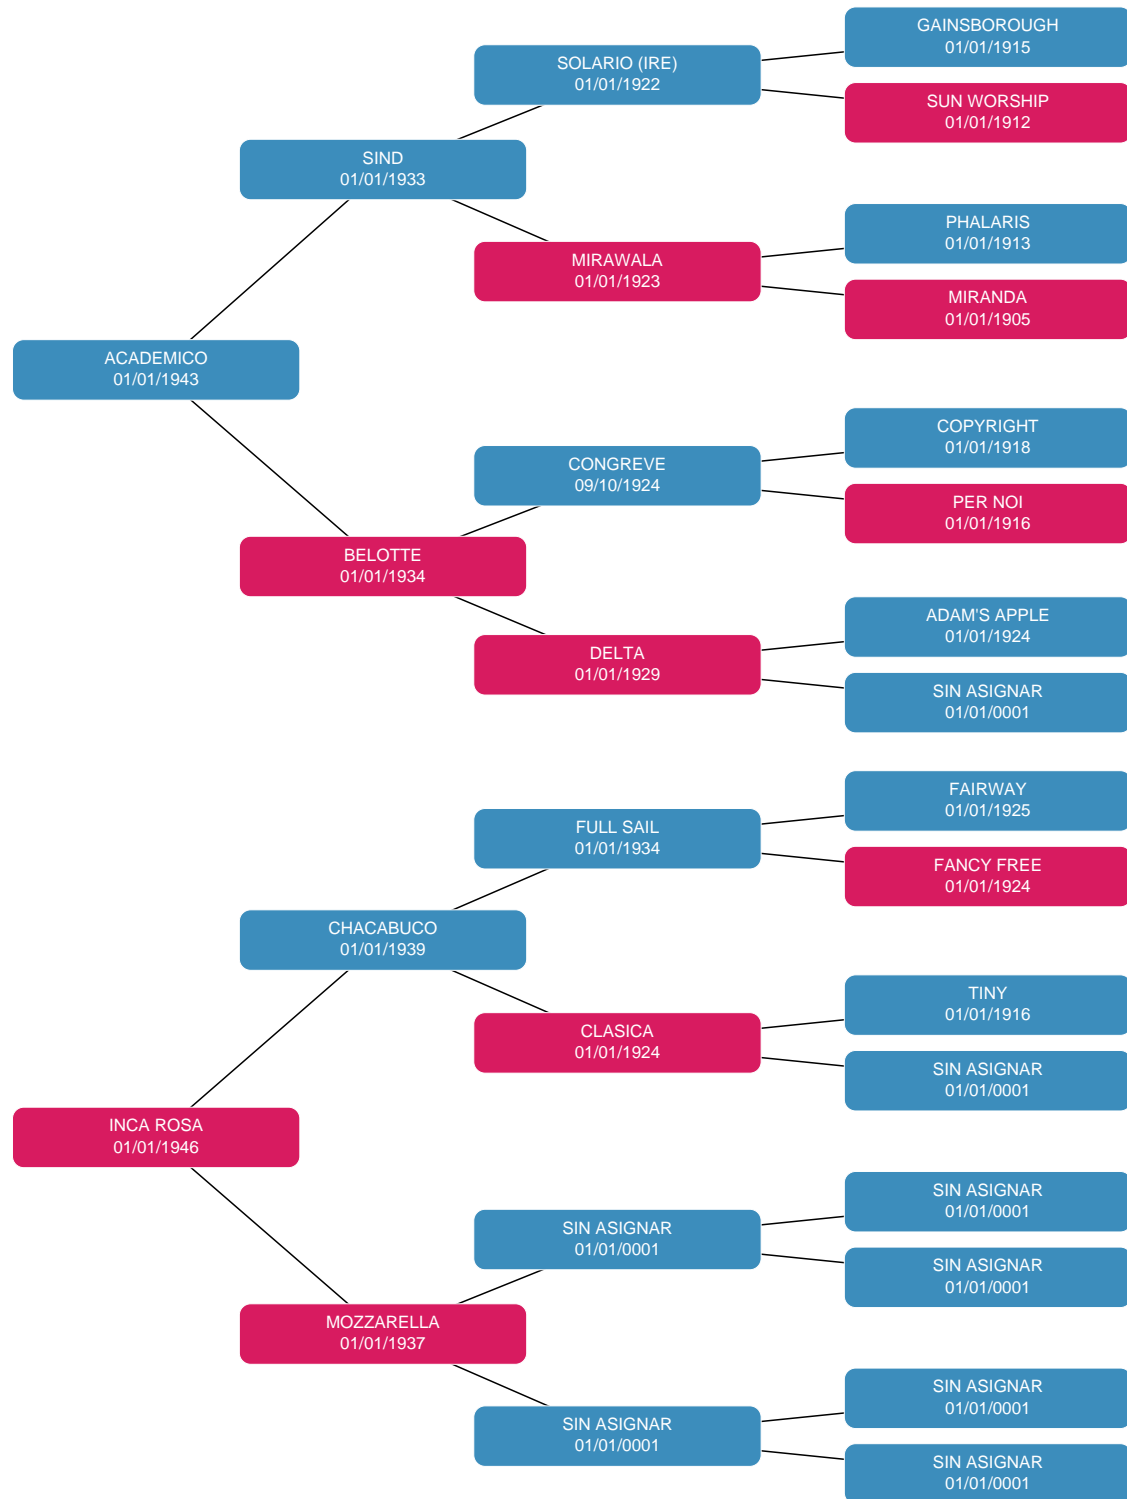 GAINSBOROUGH
01/01/1915
SOLARIO (IRE)
01/01/1922
SUN WORSHIP
01/01/1912
SIND
01/01/1933
PHALARIS
01/01/1913
MIRAWALA
01/01/1923
MIRANDA
01/01/1905
ACADEMICO
01/01/1943
COPYRIGHT
01/01/1918
CONGREVE
09/10/1924
PER NOI
01/01/1916
BELOTTE
01/01/1934
ADAM'S APPLE
01/01/1924
DELTA
01/01/1929
SIN ASIGNAR
01/01/0001
FAIRWAY
01/01/1925
FULL SAIL
01/01/1934
FANCY FREE
01/01/1924
CHACABUCO
01/01/1939
TINY
01/01/1916
CLASICA
01/01/1924
SIN ASIGNAR
01/01/0001
INCA ROSA
01/01/1946
SIN ASIGNAR
01/01/0001
SIN ASIGNAR
01/01/0001
SIN ASIGNAR
01/01/0001
MOZZARELLA
01/01/1937
SIN ASIGNAR
01/01/0001
SIN ASIGNAR
01/01/0001
SIN ASIGNAR
01/01/0001